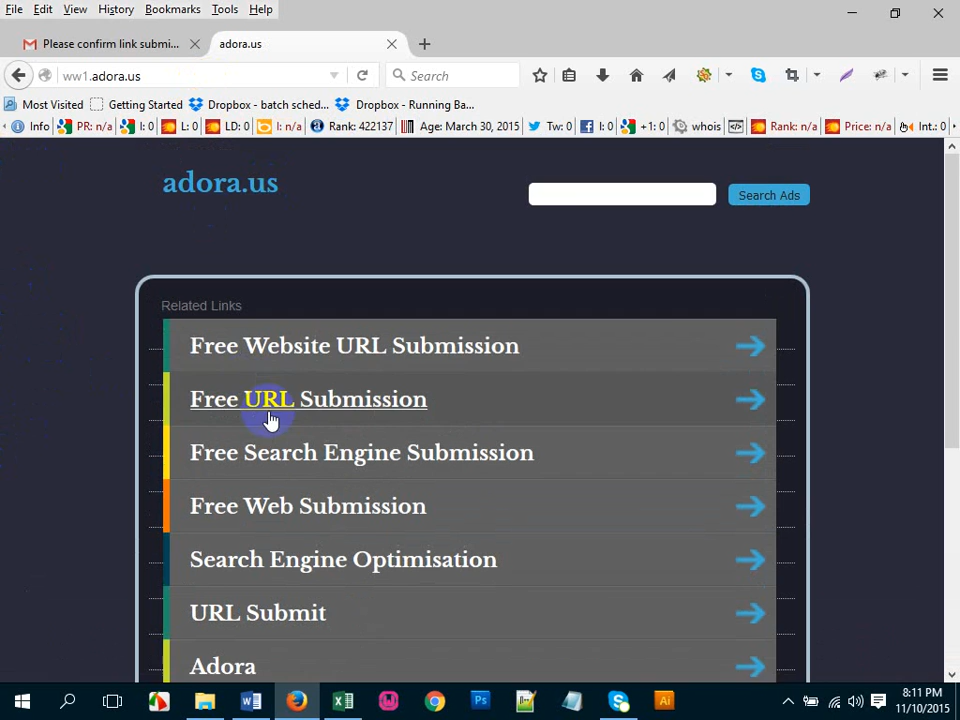 File Edit View History Bookmarks Tools Help
Please confirm link submi... adora.us
ww1.adora.us Search
Most Visited Getting Started Dropbox - batch sched... Dropbox - Running Ba...
Info PR: n/a I: 0 L: 0 LD: 0 I: n/a Rank: 422137 Age: March 30, 2015 Tw: 0 I: 0 +1: 0 whois Rank: n/a Price: n/a Int.: 0
adora.us
Search Ads
Related Links
Free Website URL Submission
Free URL Submission
Free Search Engine Submission
Free Web Submission
Search Engine Optimisation
URL Submit
Adora
8:11 PM
11/10/2015